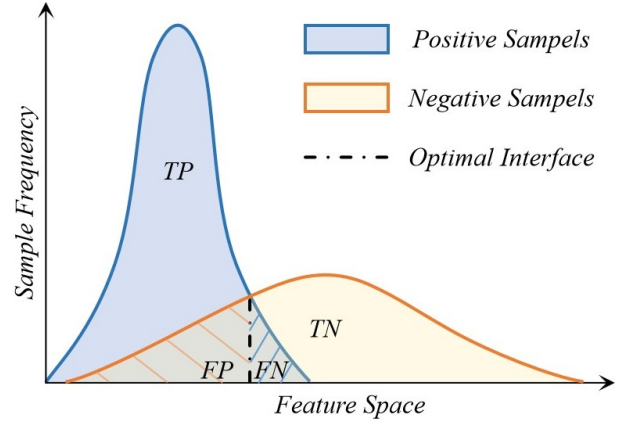 Positive Sampels
Negative Sampels
Optimal Interface
TP
TN
FP
FN
Sample Frequency
Feature Space